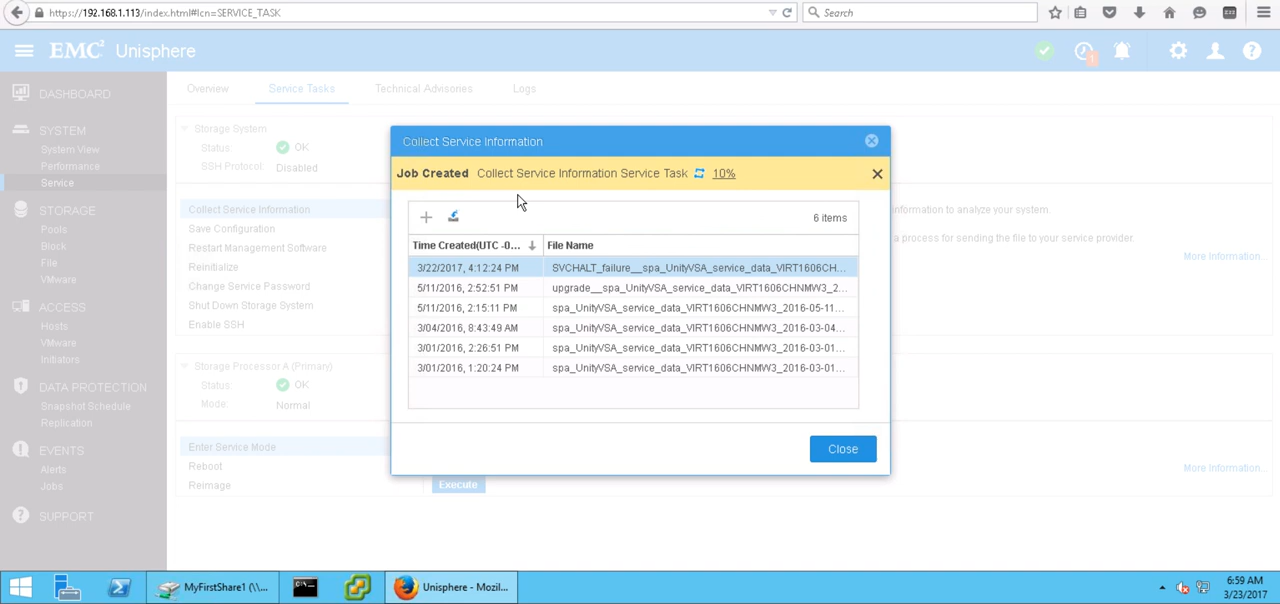 https://192.168.1.113/index.html#lcn=SERVICE_TASK
Search
EMC² Unisphere
1
DASHBOARD
SYSTEM
System View
Performance
Service
STORAGE
Pools
Block
File
VMware
ACCESS
Hosts
VMware
Initiators
DATA PROTECTION
Snapshot Schedule
Replication
EVENTS
Alerts
Jobs
SUPPORT
Overview Service Tasks Technical Advisories Logs
Storage System
Status: OK
SSH Protocol: Disabled
Collect Service Information
Save Configuration
Restart Management Software
Reinitialize
Change Service Password
Shut Down Storage System
Enable SSH
information to analyze your system.
a process for sending the file to your service provider.
More Information...
Storage Processor A (Primary)
Status: OK
Mode: Normal
Enter Service Mode
Reboot
Reimage
More Information...
Execute
Collect Service Information
Job Created Collect Service Information Service Task 10%
6 items
Time Created(UTC -0... File Name
3/22/2017, 4:12:24 PM SVCHALT_failure__spa_UnityVSA_service_data_VIRT1606CH...
5/11/2016, 2:52:51 PM upgrade__spa_UnityVSA_service_data_VIRT1606CHNMW3_2...
5/11/2016, 2:15:11 PM spa_UnityVSA_service_data_VIRT1606CHNMW3_2016-05-11...
3/04/2016, 8:43:49 AM spa_UnityVSA_service_data_VIRT1606CHNMW3_2016-03-04...
3/01/2016, 2:26:51 PM spa_UnityVSA_service_data_VIRT1606CHNMW3_2016-03-01...
3/01/2016, 1:20:24 PM spa_UnityVSA_service_data_VIRT1606CHNMW3_2016-03-01...
Close
MyFirstShare1 (\\... Unisphere - Mozil...
6:59 AM
3/23/2017